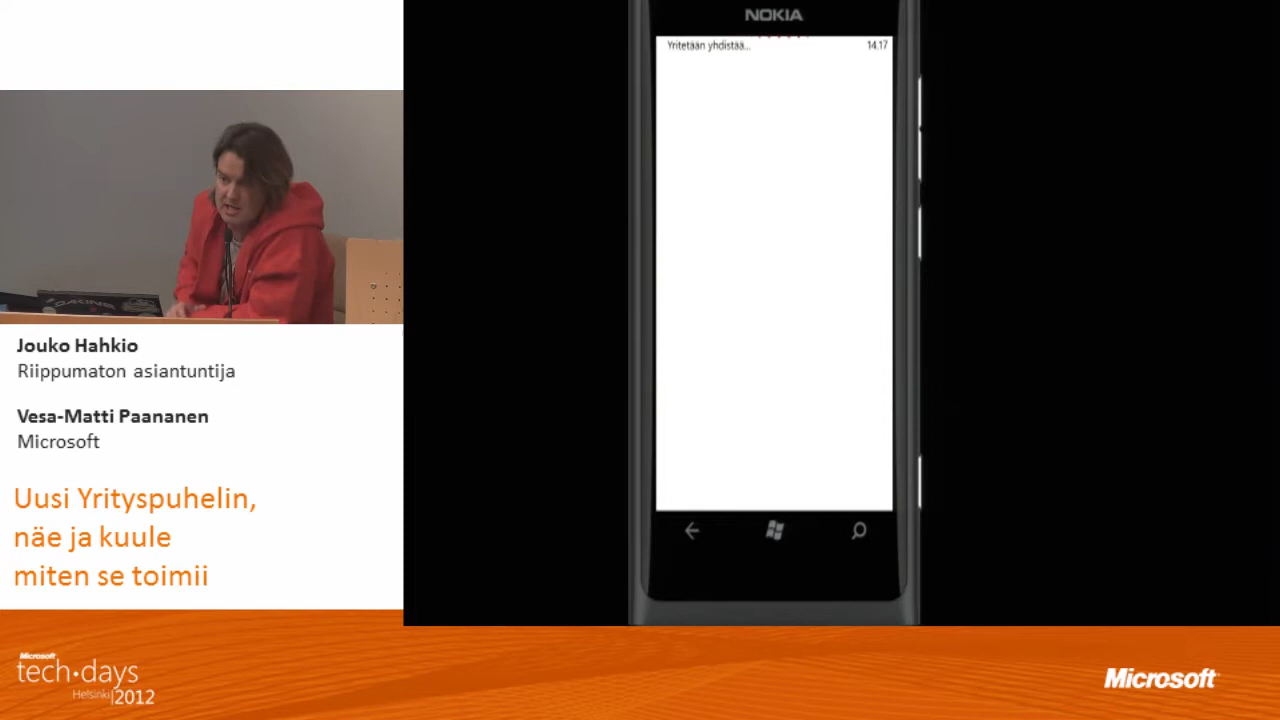 NOKIA
Yritetään yhdistää...
14.17
DAKINE
Jouko Hahkio
Riippumaton asiantuntija
Vesa-Matti Paananen
Microsoft
Uusi Yrityspuhelin,
näe ja kuule
miten se toimii
Microsoft
tech·days
Helsinki|2012
Microsoft